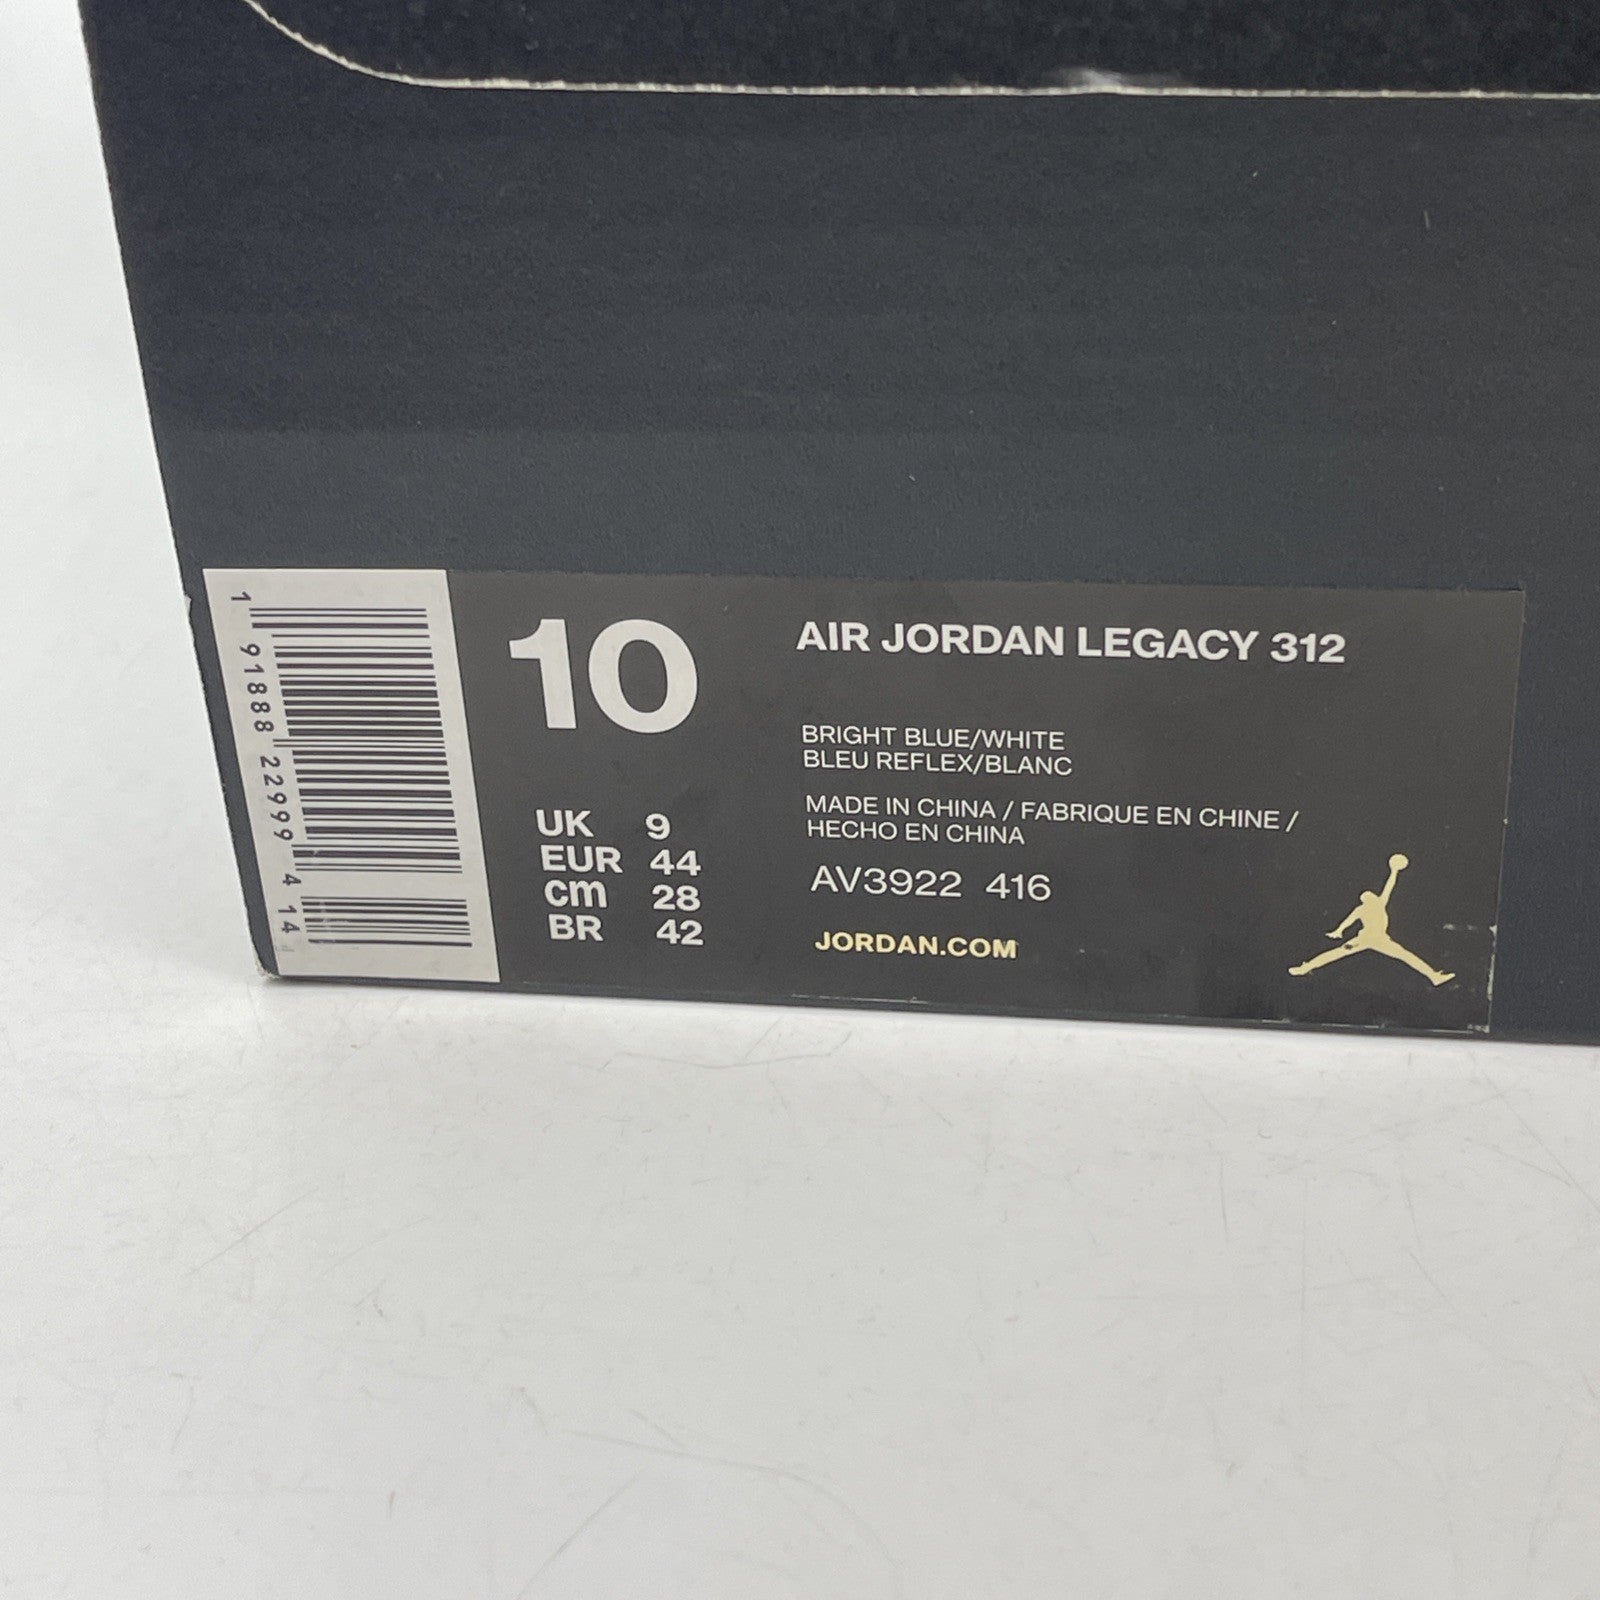 1 91888 22999 4 14
10
UK 9
EUR 44
cm 28
BR 42
AIR JORDAN LEGACY 312
BRIGHT BLUE/WHITE
BLEU REFLEX/BLANC
MADE IN CHINA / FABRIQUE EN CHINE /
HECHO EN CHINA
AV3922 416
JORDAN.COM